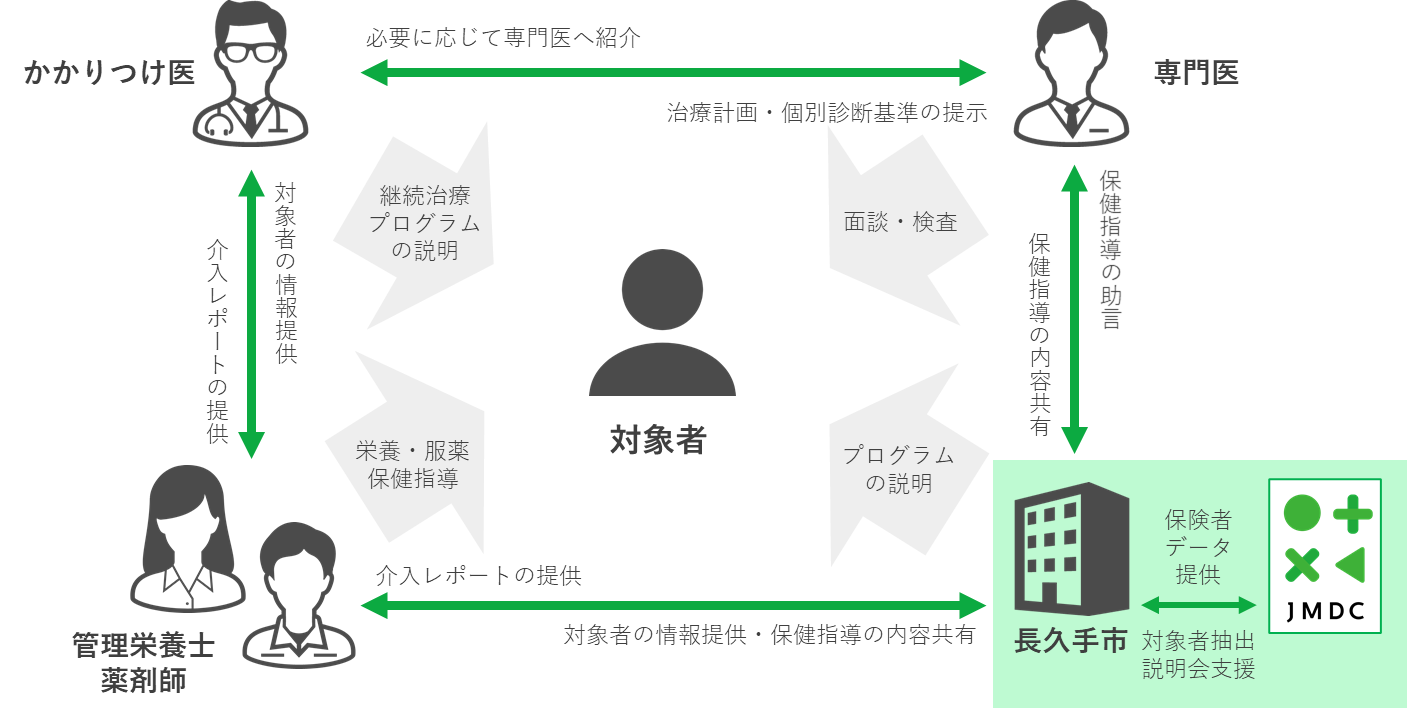 かかりつけ医
必要に応じて専門医へ紹介
治療計画・個別診断基準の提示
専門医
対象者の情報提供
介入レポートの提供
継続治療
プログラム
の説明
面談・検査
保健指導の助言
保健指導の内容共有
対象者
栄養・服薬
保健指導
プログラム
の説明
管理栄養士
薬剤師
介入レポートの提供
対象者の情報提供・保健指導の内容共有
長久手市
保険者
データ
提供
対象者抽出
説明会支援
JMDC